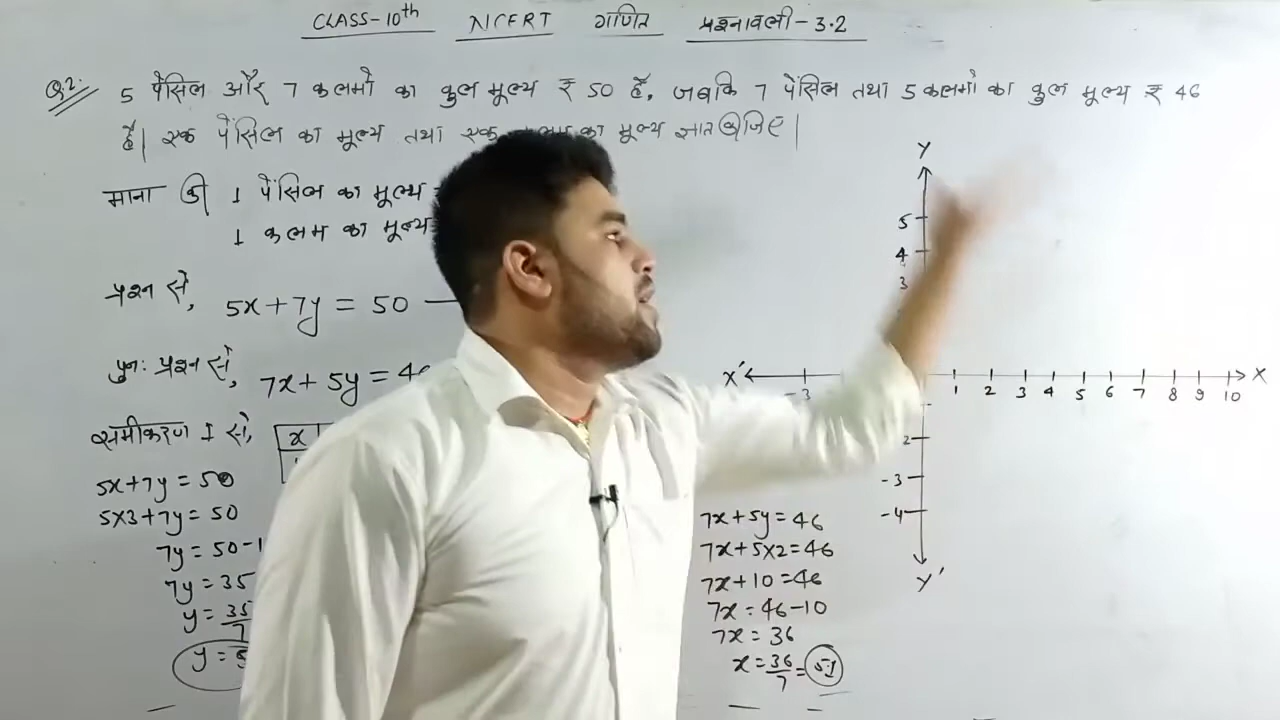 CLASS-10th NCERT गणित प्रश्नावली-3.2
Q.2. 5 पेंसिल और 7 कलमों का कुल मूल्य ₹ 50 है, जबकि 7 पेंसिल तथा 5 कलमों का कुल मूल्य ₹ 46
है| एक पेंसिल का मूल्य तथा एक का मूल्य ज्ञात कीजिए|
माना की 1 पेंसिल का मूल्य
1 कलम का मूल्य
प्रश्न से, 5x+7y = 50
पुनः प्रश्न से, 7x+5y = 46
समीकरण I से,
x
5x+7y = 50
5x3+7y = 50
7y = 50-1
7y = 35
y = 35/7
y = 5
7x+5y = 46
7x+5x2 = 46
7x+10 = 46
7x = 46-10
7x = 36
x = 36/7 = 5.1
Y
5
4
3
X' -3 1 2 3 4 5 6 7 8 9 10 X
2
-3
-4
Y'